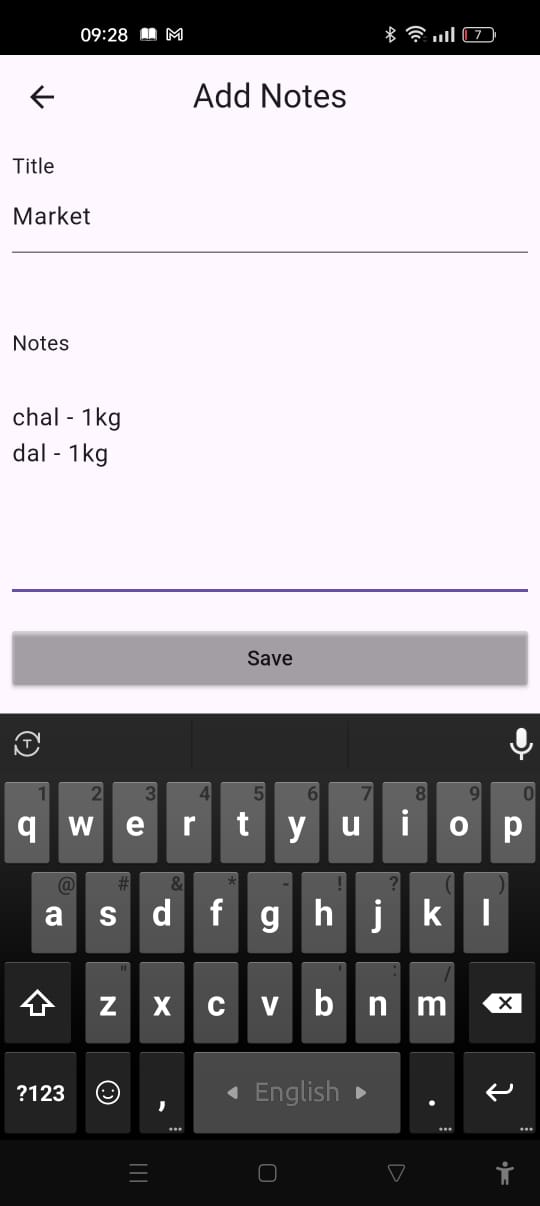 09:28
7
Add Notes
Title
Market
Notes
chal - 1kg
dal - 1kg
Save
T
1 2 3 4 5 6 7 8 9 0
q w e r t y u i o p
@ # & * - ! ? ( )
a s d f g h j k l
" ' : /
z x c v b n m
?123 , English .